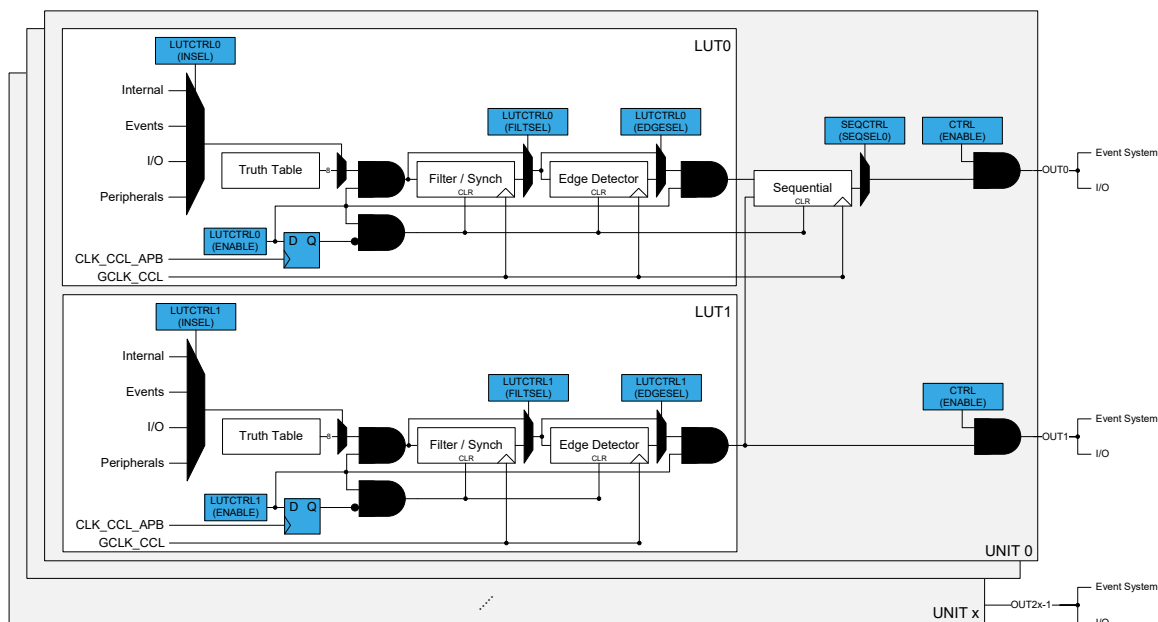 LUTCTRL0
(INSEL)
LUT0
Internal
Events
I/O
Peripherals
LUTCTRL0
(FILTSEL)
LUTCTRL0
(EDGESEL)
SEQCTRL
(SEQSEL0)
CTRL
(ENABLE)
Truth Table
8
Filter / Synch
CLR
Edge Detector
CLR
Sequential
CLR
OUT0
Event System
I/O
LUTCTRL0
(ENABLE)
D Q
CLK_CCL_APB
GCLK_CCL
LUTCTRL1
(INSEL)
LUT1
Internal
Events
I/O
Peripherals
LUTCTRL1
(FILTSEL)
LUTCTRL1
(EDGESEL)
CTRL
(ENABLE)
Truth Table
8
Filter / Synch
CLR
Edge Detector
CLR
OUT1
Event System
I/O
LUTCTRL1
(ENABLE)
D Q
CLK_CCL_APB
GCLK_CCL
UNIT 0
UNIT x
OUT2x-1
Event System
I/O